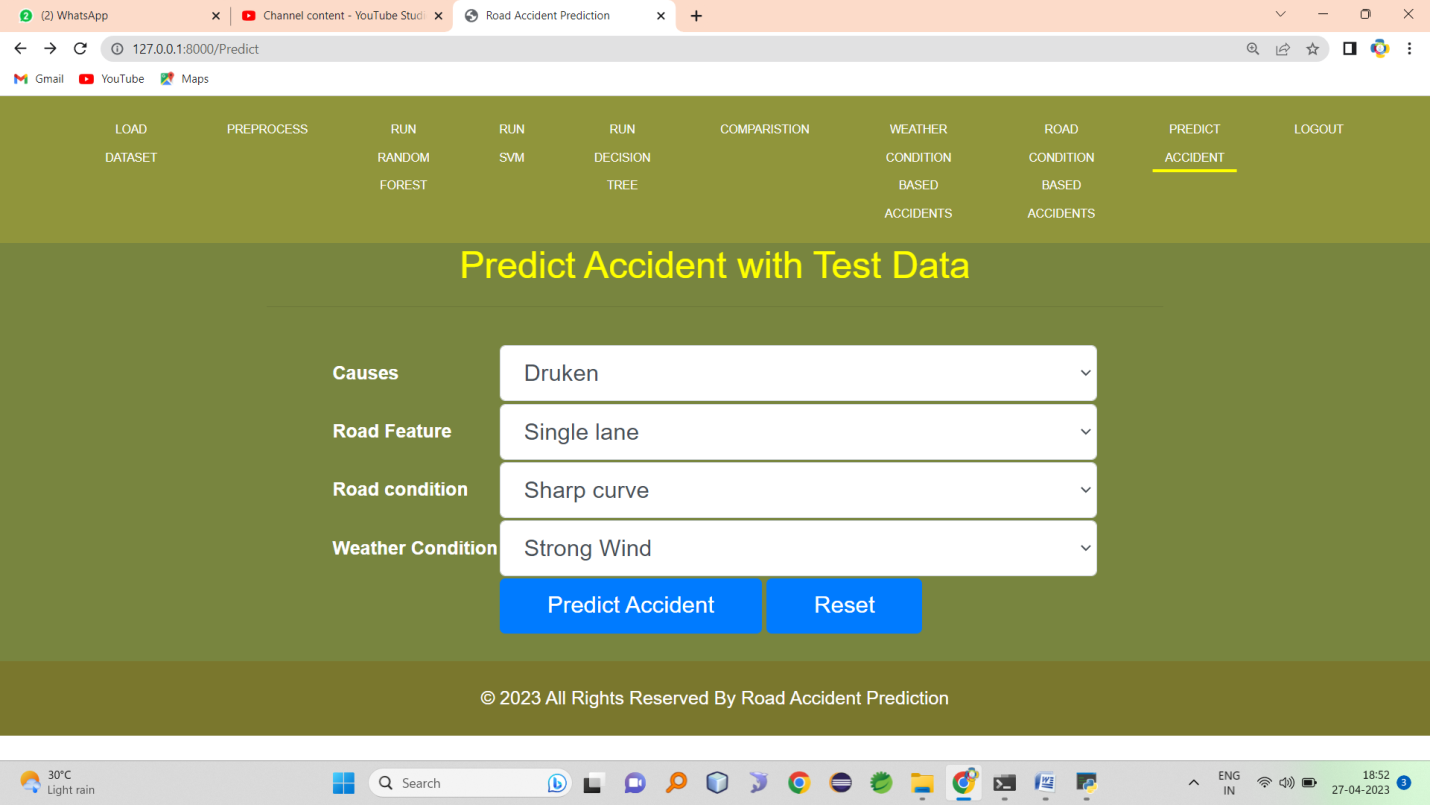 (2) WhatsApp
Channel content - YouTube Studi
Road Accident Prediction
127.0.0.1:8000/Predict
Gmail
YouTube
Maps
LOAD
DATASET
PREPROCESS
RUN
RANDOM
FOREST
RUN
SVM
RUN
DECISION
TREE
COMPARISTION
WEATHER
CONDITION
BASED
ACCIDENTS
ROAD
CONDITION
BASED
ACCIDENTS
PREDICT
ACCIDENT
LOGOUT
Predict Accident with Test Data
Causes
Druken
Road Feature
Single lane
Road condition
Sharp curve
Weather Condition
Strong Wind
Predict Accident
Reset
© 2023 All Rights Reserved By Road Accident Prediction
30°C
Light rain
Search
ENG
IN
18:52
27-04-2023
3